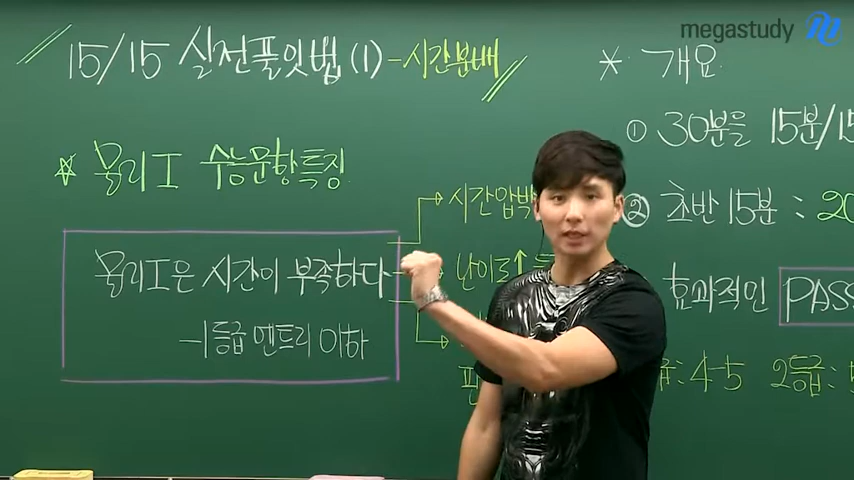 megastudy
15/15 실전풀잇법(1) -시간분배
물리I 수능문항특징
물리I은 시간이 부족하다
-1등급 엔트리 이하
시간압박
난이도↑
* 개요
① 30분을 15분/15
② 초반 15분 : 20
효과적인 PASS
4-5 2등급: